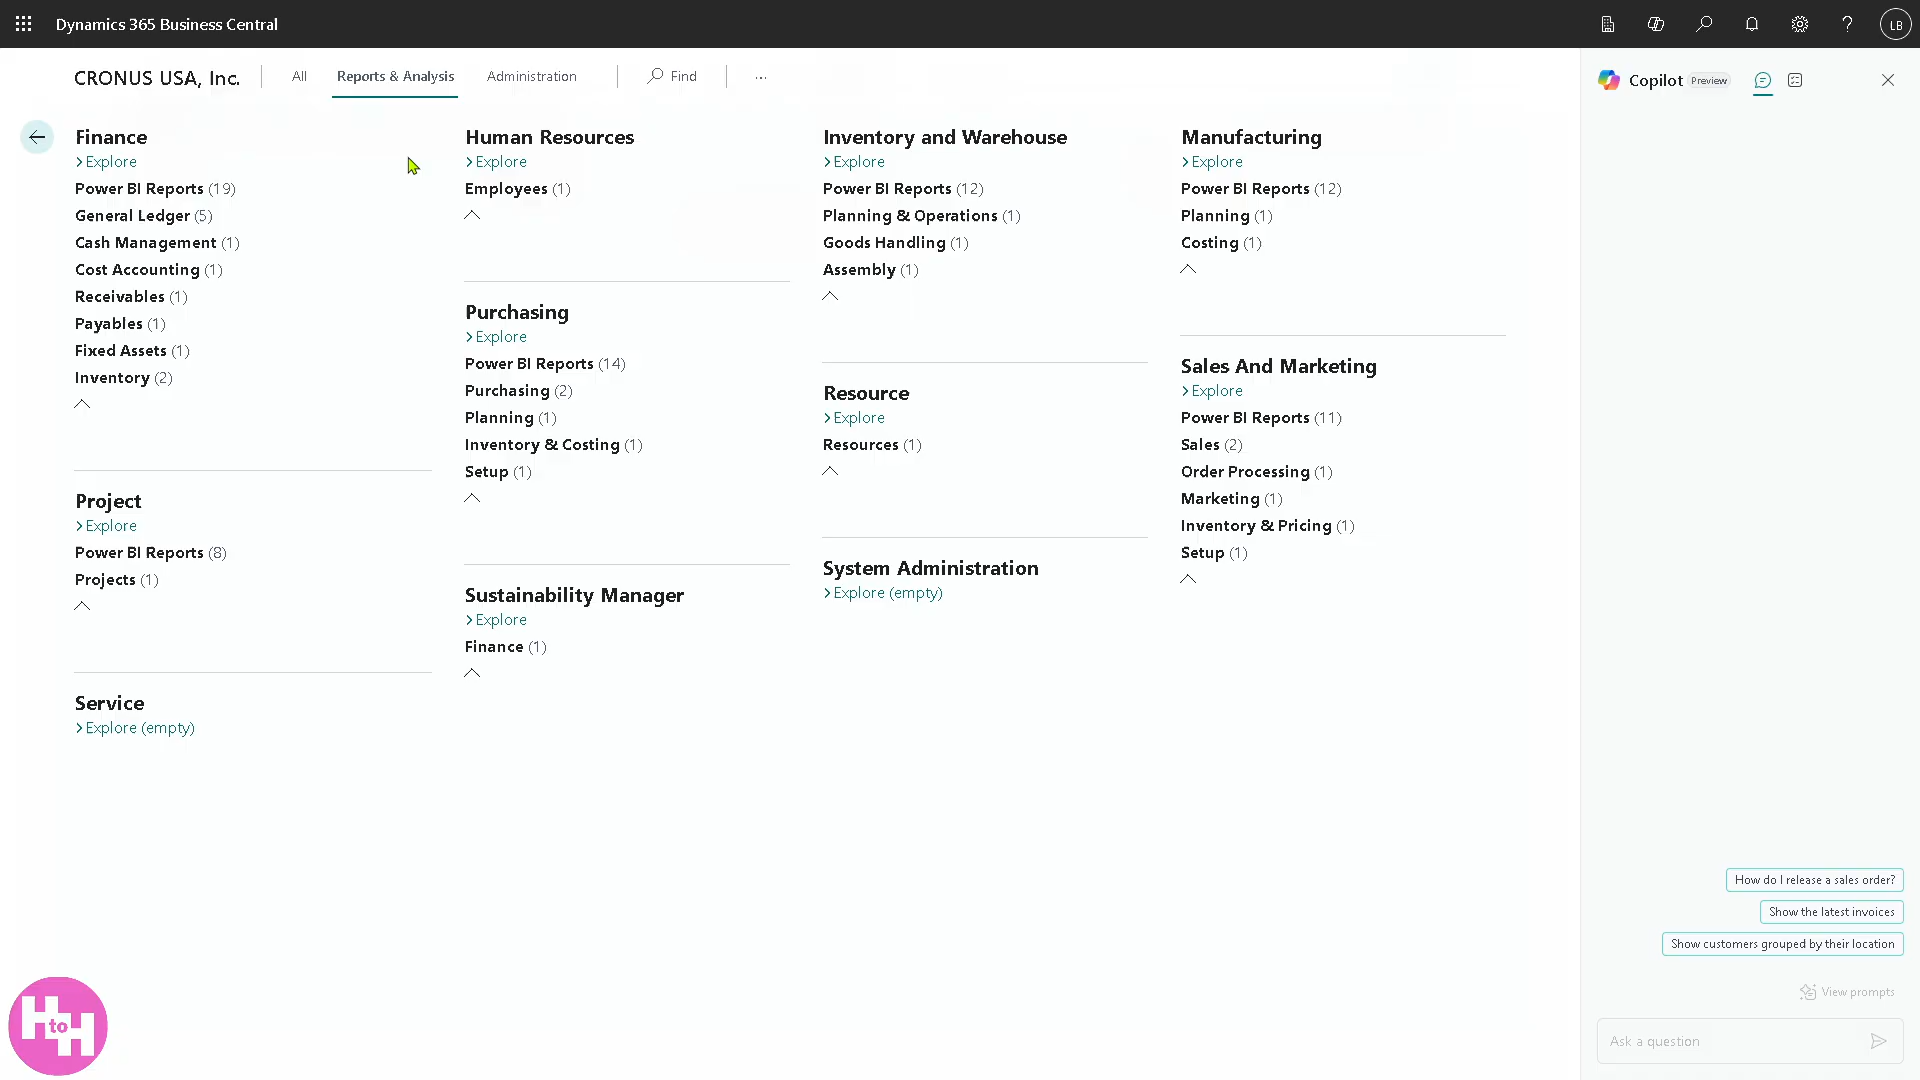 Dynamics 365 Business Central
LB
CRONUS USA, Inc.
All
Reports & Analysis
Administration
Find
...
Finance
Explore
Power BI Reports (19)
General Ledger (5)
Cash Management (1)
Cost Accounting (1)
Receivables (1)
Payables (1)
Fixed Assets (1)
Inventory (2)
Project
Explore
Power BI Reports (8)
Projects (1)
Service
Explore (empty)
Human Resources
Explore
Employees (1)
Purchasing
Explore
Power BI Reports (14)
Purchasing (2)
Planning (1)
Inventory & Costing (1)
Setup (1)
Sustainability Manager
Explore
Finance (1)
Inventory and Warehouse
Explore
Power BI Reports (12)
Planning & Operations (1)
Goods Handling (1)
Assembly (1)
Resource
Explore
Resources (1)
System Administration
Explore (empty)
Manufacturing
Explore
Power BI Reports (12)
Planning (1)
Costing (1)
Sales And Marketing
Explore
Power BI Reports (11)
Sales (2)
Order Processing (1)
Marketing (1)
Inventory & Pricing (1)
Setup (1)
Copilot Preview
How do I release a sales order?
Show the latest invoices
Show customers grouped by their location
View prompts
Ask a question
H to H